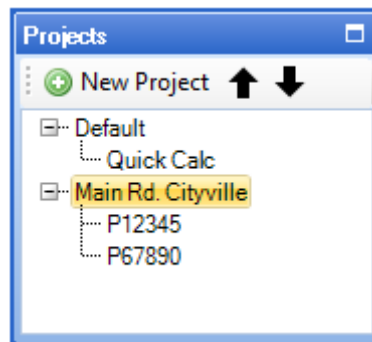 Projects
New Project
Default
Quick Calc
Main Rd. Cityville
P12345
P67890